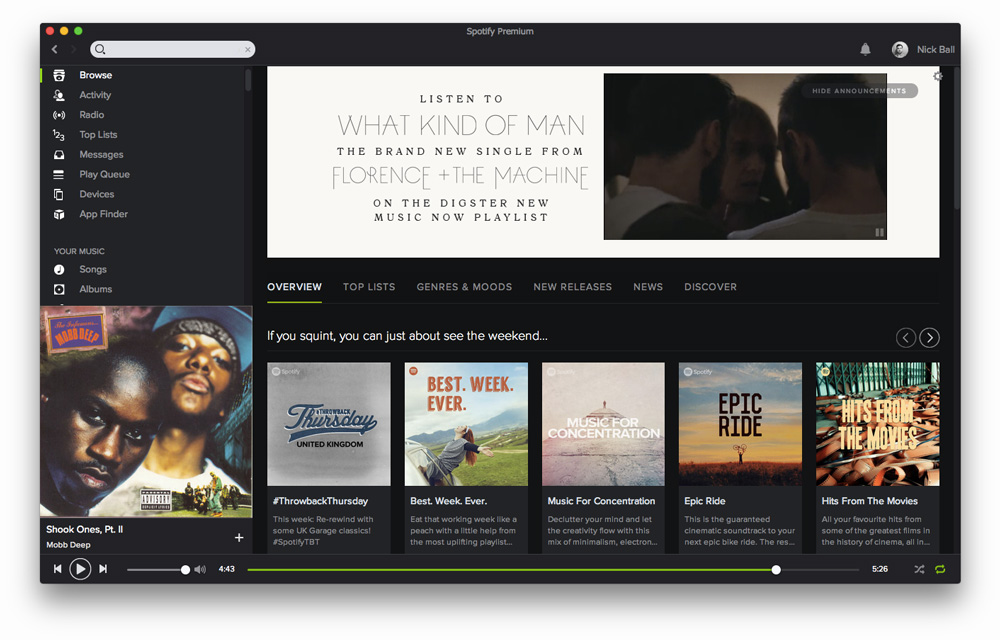 Spotify Premium
Nick Ball
Browse
Activity
Radio
Top Lists
Messages
Play Queue
Devices
App Finder
YOUR MUSIC
Songs
Albums
The Infamous...
MOBB DEEP
PARENTAL
ADVISORY
EXPLICIT LYRICS
Shook Ones, Pt. II
Mobb Deep
LISTEN TO
WHAT KIND OF MAN
THE BRAND NEW SINGLE FROM
FLORENCE + THE MACHINE
ON THE DIGSTER NEW
MUSIC NOW PLAYLIST
HIDE ANNOUNCEMENTS
OVERVIEW TOP LISTS GENRES & MOODS NEW RELEASES NEWS DISCOVER
If you squint, you can just about see the weekend...
Spotify
#THROWBACK
Thursday
UNITED KINGDOM
#ThrowbackThursday
This week: Re-rewind with
some UK Garage classics!
#SpotifyTBT
BEST. WEEK.
EVER.
Best. Week. Ever.
Eat that working week like a
peach with a little help from
the most uplifting playlist...
Spotify
MUSIC FOR
CONCENTRATION
Music For Concentration
Declutter your mind and let
the creativity flow with this
mix of minimalism, electron...
Spotify
EPIC
RIDE
Epic Ride
This is the guaranteed
cinematic soundtrack to your
next epic bike ride. The res...
HITS FROM
THE MOVIES
Hits From The Movies
All your favourite hits from
some of the greatest films in
the history of cinema, all in...
4:43
5:26